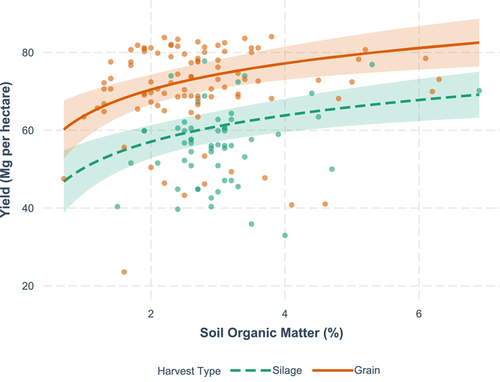 Yield (Mg per hectare)
80
60
40
20
2
4
6
Soil Organic Matter (%)
Harvest Type Silage Grain